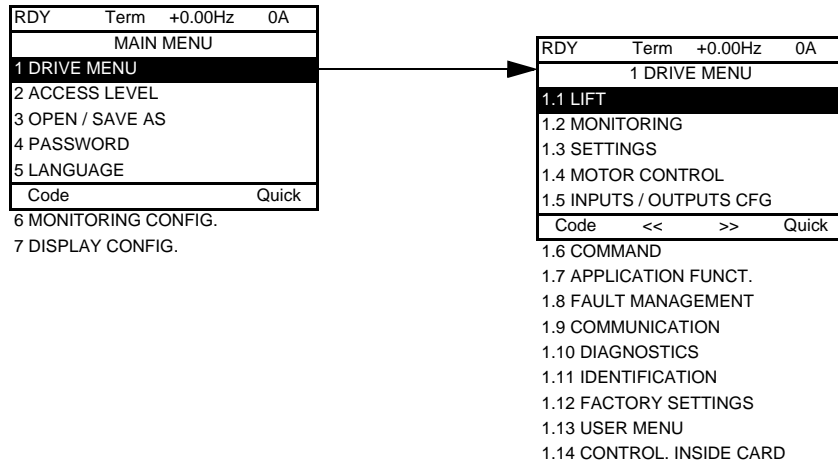 RDY Term +0.00Hz 0A
MAIN MENU
1 DRIVE MENU
2 ACCESS LEVEL
3 OPEN / SAVE AS
4 PASSWORD
5 LANGUAGE
Code Quick
6 MONITORING CONFIG.
7 DISPLAY CONFIG.
RDY Term +0.00Hz 0A
1 DRIVE MENU
1.1 LIFT
1.2 MONITORING
1.3 SETTINGS
1.4 MOTOR CONTROL
1.5 INPUTS / OUTPUTS CFG
Code << >> Quick
1.6 COMMAND
1.7 APPLICATION FUNCT.
1.8 FAULT MANAGEMENT
1.9 COMMUNICATION
1.10 DIAGNOSTICS
1.11 IDENTIFICATION
1.12 FACTORY SETTINGS
1.13 USER MENU
1.14 CONTROL. INSIDE CARD